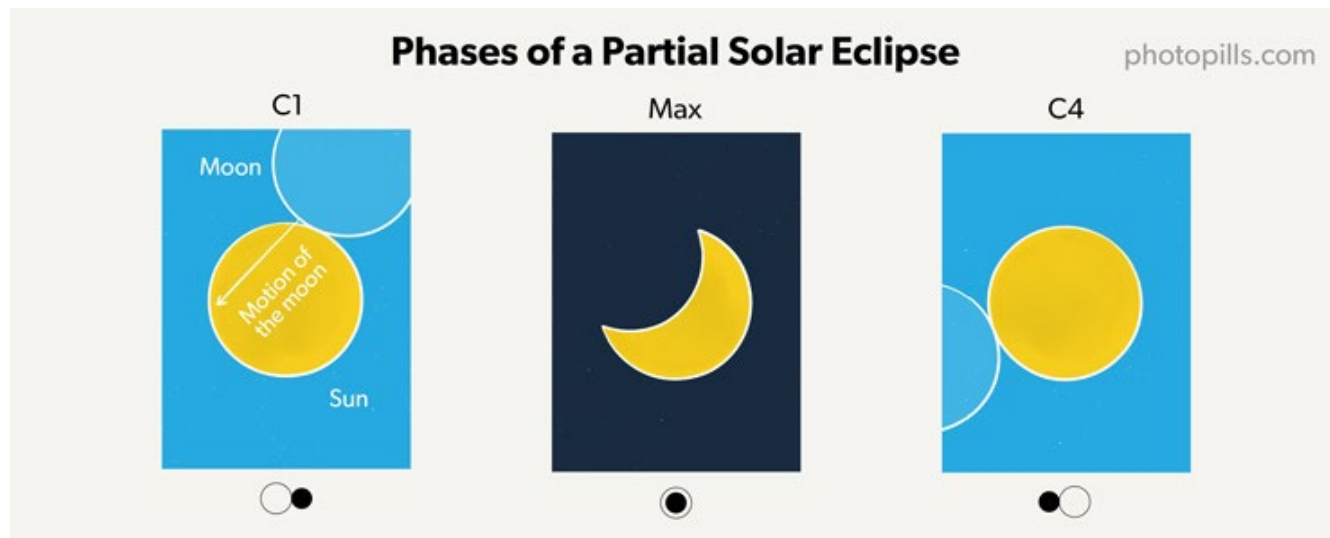 Phases of a Partial Solar Eclipse
photopills.com
C1
Max
C4
Moon
Motion of
the moon
Sun